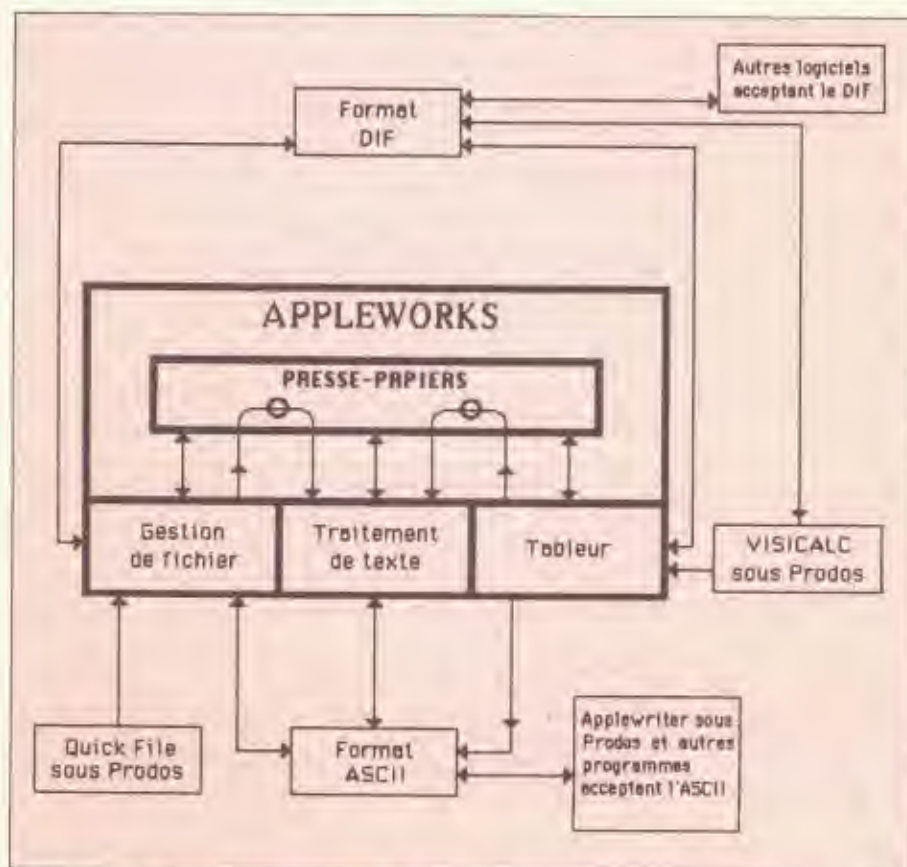 Autres logiciels
acceptant le DIF
Format
DIF
APPLEWORKS
PRESSE-PAPIERS
Gestion
de fichier
Traitement
de texte
Tableur
VISICALC
sous Prodos
Quick File
sous Prodos
Format
ASCII
Applewriter sous
Prodos et autres
programmes
acceptant l'ASCII